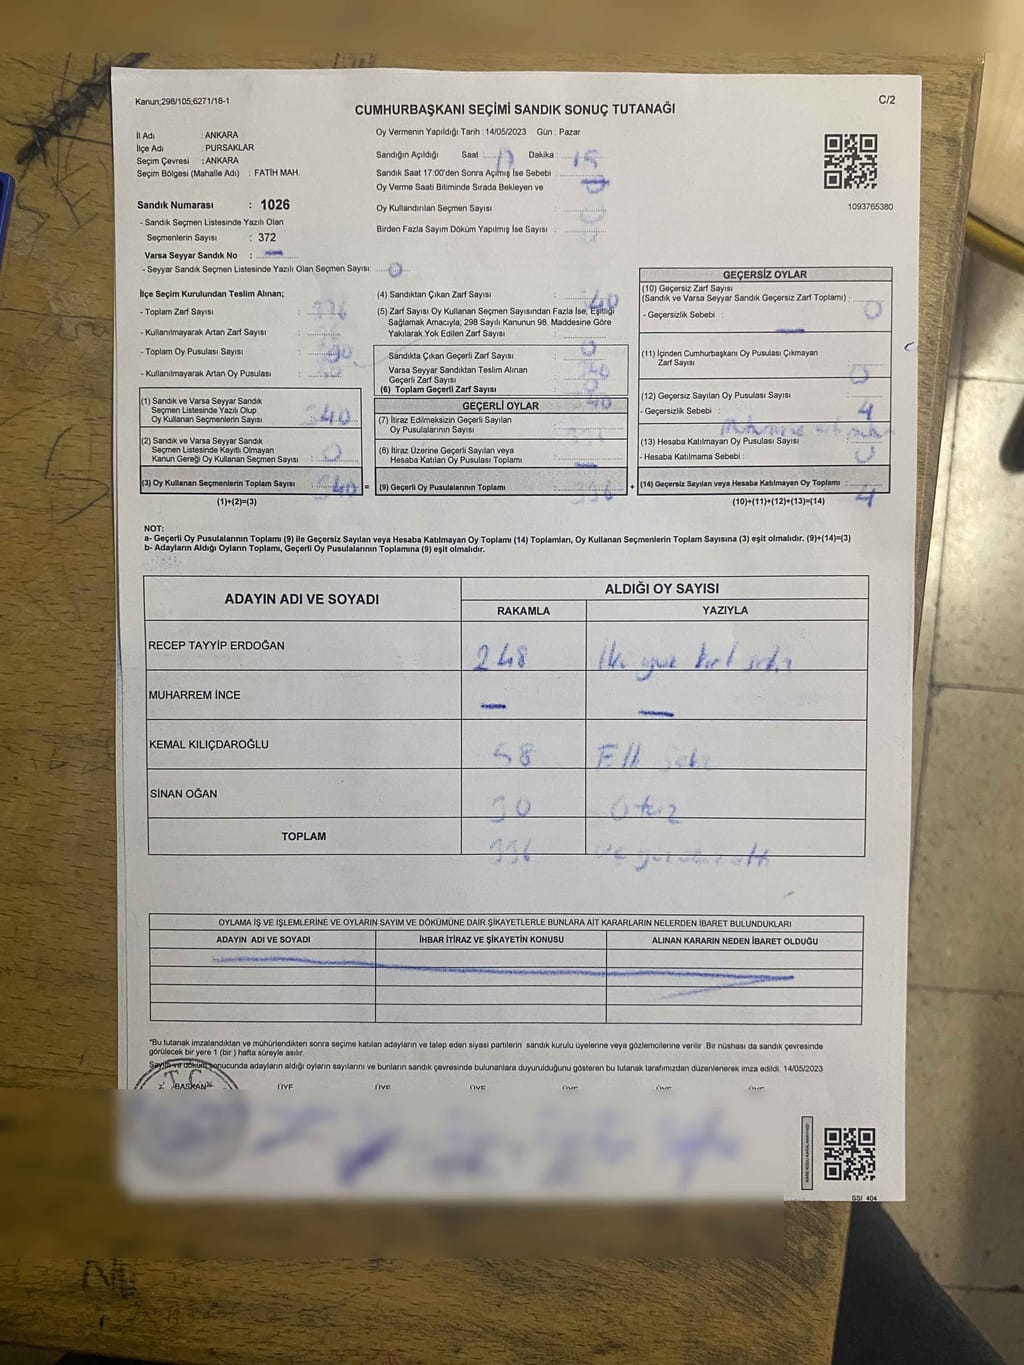 Kanun;298/105;6271/16-1
C/2
CUMHURBAŞKANI SEÇİMİ SANDIK SONUÇ TUTANAĞI
İl Adı : ANKARA
İlçe Adı : PURSAKLAR
Seçim Çevresi : ANKARA
Seçim Bölgesi (Mahalle Adı) : FATİH MAH.
Oy Vermenin Yapıldığı Tarih : 14/05/2023 Gün : Pazar
Sandığın Açıldığı Saat : 17 Dakika : 15
Sandık Saat 17:00'den Sonra Açılmış İse Sebebi :
Oy Verme Saati Bitiminde Sırada Bekleyen ve
Oy Kullandırılan Seçmen Sayısı : 0
Birden Fazla Sayım Döküm Yapılmış İse Sayısı :
1093765380
Sandık Numarası : 1026
- Sandık Seçmen Listesinde Yazılı Olan
Seçmenlerin Sayısı : 372
Varsa Seyyar Sandık No : —
- Seyyar Sandık Seçmen Listesinde Yazılı Olan Seçmen Sayısı: 0
İlçe Seçim Kurulundan Teslim Alınan;
- Toplam Zarf Sayısı :
- Kullanılmayarak Artan Zarf Sayısı :
- Toplam Oy Pusulası Sayısı :
- Kullanılmayarak Artan Oy Pusulası :
(1) Sandık ve Varsa Seyyar Sandık
Seçmen Listesinde Yazılı Olup
Oy Kullanan Seçmenlerin Sayısı : 340
(2) Sandık ve Varsa Seyyar Sandık
Seçmen Listesinde Kayıtlı Olmayan
Kanun Gereği Oy Kullanan Seçmen Sayısı : 0
(3) Oy Kullanan Seçmenlerin Toplam Sayısı : 340 =
(1)+(2)=(3)
(4) Sandıktan Çıkan Zarf Sayısı : 340
(5) Zarf Sayısı Oy Kullanan Seçmen Sayısından Fazla İse, Eşitliği
Sağlamak Amacıyla; 298 Sayılı Kanunun 98. Maddesine Göre
Yakılarak Yok Edilen Zarf Sayısı : 0
Sandıkta Çıkan Geçerli Zarf Sayısı : 340
Varsa Seyyar Sandıktan Teslim Alınan
Geçerli Zarf Sayısı : 0
(6) Toplam Geçerli Zarf Sayısı : 340
GEÇERLİ OYLAR
(7) İtiraz Edilmeksizin Geçerli Sayılan
Oy Pusulalarının Sayısı : 336
(8) İtiraz Üzerine Geçerli Sayılan veya
Hesaba Katılan Oy Pusulası Toplamı : —
(9) Geçerli Oy Pusulalarının Toplamı : 336 +
GEÇERSİZ OYLAR
(10) Geçersiz Zarf Sayısı
(Sandık ve Varsa Seyyar Sandık Geçersiz Zarf Toplamı) : 0
- Geçersizlik Sebebi : —
(11) İçinden Cumhurbaşkanı Oy Pusulası Çıkmayan
Zarf Sayısı : 0
(12) Geçersiz Sayılan Oy Pusulası Sayısı : 4
- Geçersizlik Sebebi :
(13) Hesaba Katılmayan Oy Pusulası Sayısı : 0
- Hesaba Katılmama Sebebi :
(14) Geçersiz Sayılan veya Hesaba Katılmayan Oy Toplamı : 4
(10)+(11)+(12)+(13)=(14)
NOT:
a- Geçerli Oy Pusulalarının Toplamı (9) ile Geçersiz Sayılan veya Hesaba Katılmayan Oy Toplamı (14) Toplamları, Oy Kullanan Seçmenlerin Toplam Sayısına (3) eşit olmalıdır. (9)+(14)=(3)
b- Adayların Aldığı Oyların Toplamı, Geçerli Oy Pusulalarının Toplamına (9) eşit olmalıdır.
ADAYIN ADI VE SOYADI
ALDIĞI OY SAYISI
RAKAMLA YAZIYLA
RECEP TAYYİP ERDOĞAN 248 İki yüz kırk sekiz
MUHARREM İNCE — —
KEMAL KILIÇDAROĞLU 58 Elli Sekiz
SİNAN OĞAN 30 Otuz
TOPLAM 336
OYLAMA İŞ VE İŞLEMLERİNE VE OYLARIN SAYIM VE DÖKÜMÜNE DAİR ŞİKAYETLERLE BUNLARA AİT KARARLARIN NELERDEN İBARET BULUNDUKLARI
ADAYIN ADI VE SOYADI İHBAR İTİRAZ VE ŞİKAYETİN KONUSU ALINAN KARARIN NEDEN İBARET OLDUĞU
*Bu tutanak imzalandıktan ve mühürlendikten sonra seçime katılan adayların ve talep eden siyasi partilerin sandık kurulu üyelerine veya gözlemcilerine verilir .Bir nüshası da sandık çevresinde
görülecek bir yere 1 (bir ) hafta süreyle asılır.
Sayım ve döküm sonucunda adayların aldığı oyların sayılarını ve bunların sandık çevresinde bulunanlara duyurulduğunu gösteren bu tutanak tarafımızdan düzenlenerek imza edildi. 14/05/2023
T.C.
BAŞKAN ÜYE ÜYE ÜYE ÜYE ÜYE ÜYE
SSI 404